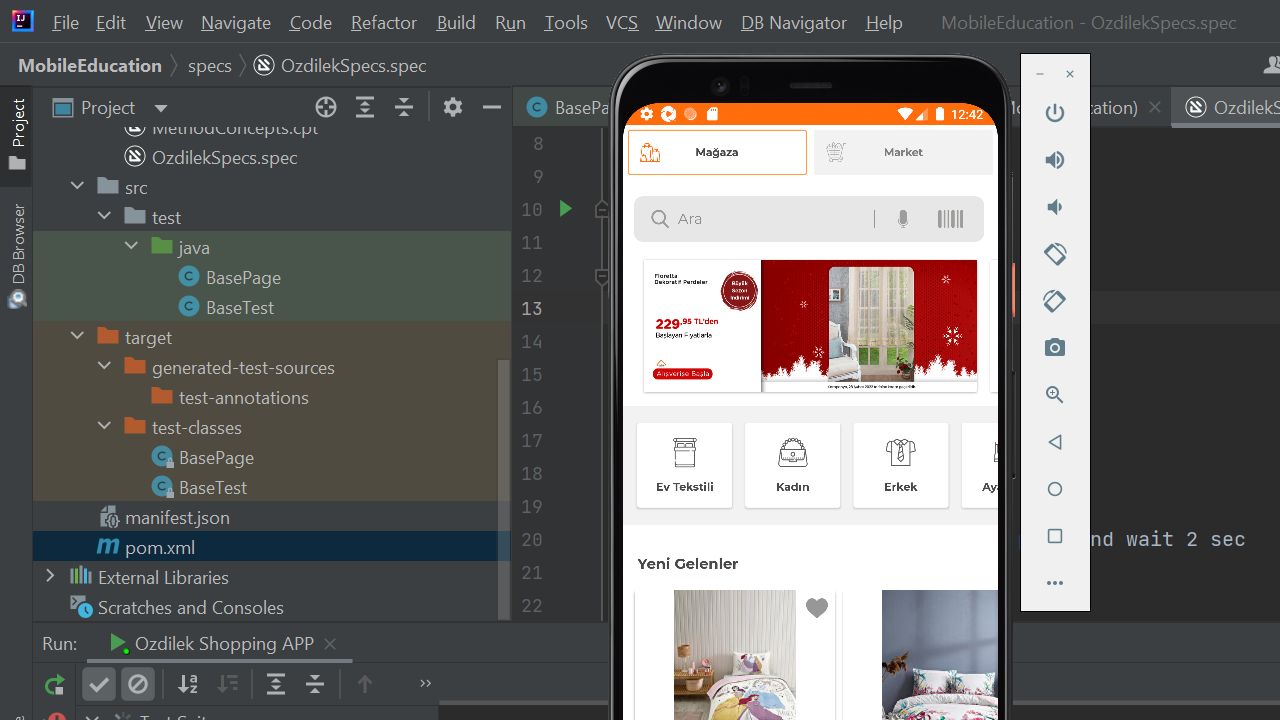 File Edit View Navigate Code Refactor Build Run Tools VCS Window DB Navigator Help MobileEducation - OzdilekSpecs.spec
MobileEducation specs OzdilekSpecs.spec
Project
DB Browser
Project
MethodConcepts.cpt
OzdilekSpecs.spec
src
test
java
BasePage
BaseTest
target
generated-test-sources
test-annotations
test-classes
BasePage
BaseTest
manifest.json
pom.xml
External Libraries
Scratches and Consoles
OzdilekS
8
9
10
11
12
13
14
15
16
17
18
19
20
21
22
nd wait 2 sec
12:42
Mağaza Market
Ara
Floretta
Dekoratif Perdeler
Büyük
Sezon
İndirimi
229,95 TL'den
Başlayan Fiyatlarla
Alışverişe Başla
Ev Tekstili Kadın Erkek Aya
Yeni Gelenler
Run: Ozdilek Shopping APP